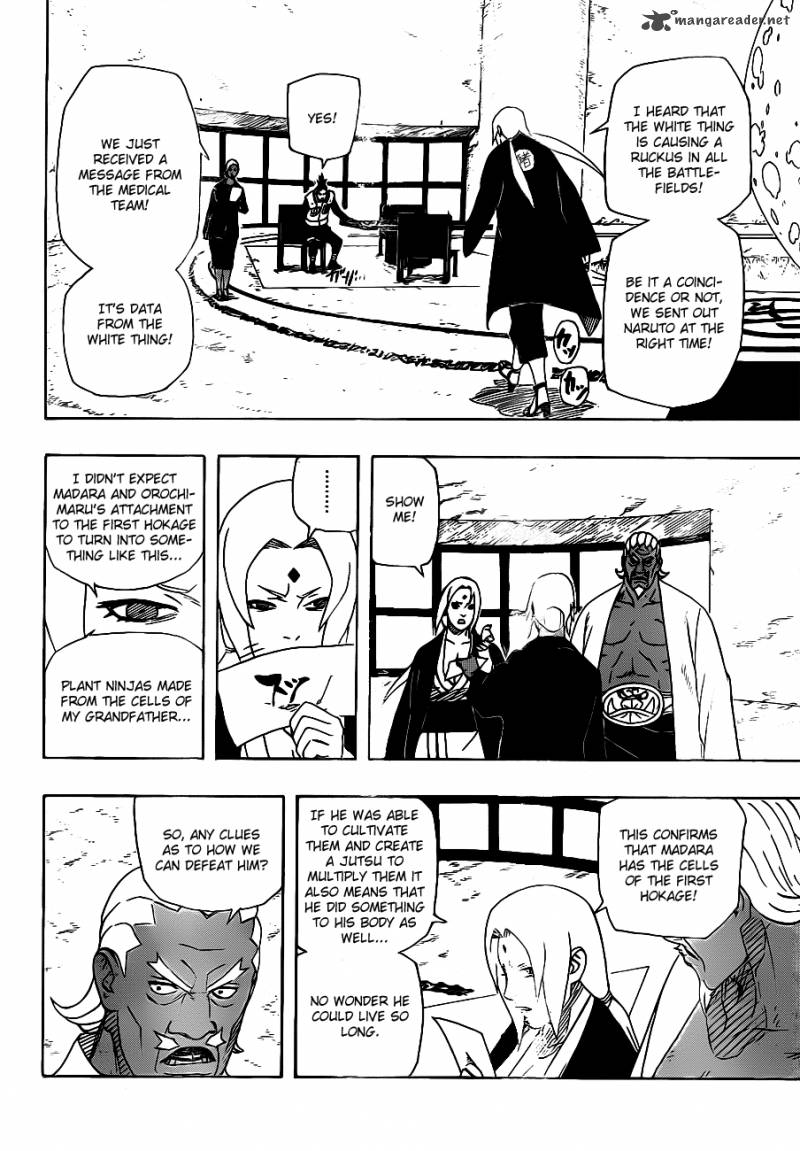 mangareader.net
I HEARD THAT
THE WHITE THING
IS CAUSING A
RUCKUS IN ALL
THE BATTLE-
FIELDS!
BE IT A COINCI-
DENCE OR NOT,
WE SENT OUT
NARUTO AT THE
RIGHT TIME!
YES!
WE JUST
RECEIVED A
MESSAGE FROM
THE MEDICAL
TEAM!
IT'S DATA
FROM THE
WHITE THING!
カッ
カッ
SHOW
ME!
........
I DIDN'T EXPECT
MADARA AND OROCHI-
MARU'S ATTACHMENT
TO THE FIRST HOKAGE
TO TURN INTO SOME-
THING LIKE THIS...
PLANT NINJAS MADE
FROM THE CELLS OF
MY GRANDFATHER...
THIS CONFIRMS
THAT MADARA
HAS THE CELLS
OF THE FIRST
HOKAGE!
IF HE WAS ABLE
TO CULTIVATE
THEM AND CREATE
A JUTSU TO
MULTIPLY THEM IT
ALSO MEANS THAT
HE DID SOMETHING
TO HIS BODY AS
WELL...
NO WONDER HE
COULD LIVE SO
LONG.
SO, ANY CLUES
AS TO HOW WE
CAN DEFEAT HIM?